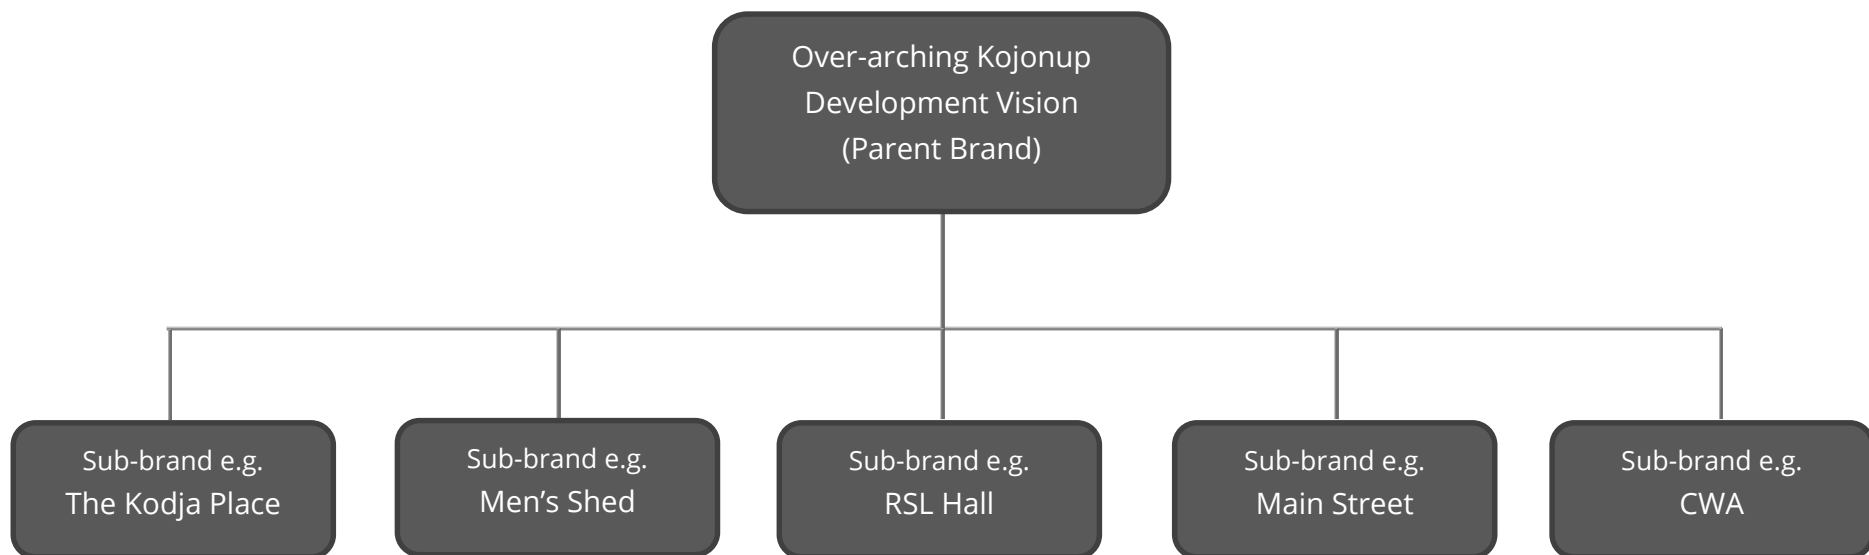 Over-arching Kojonup
Development Vision
(Parent Brand)
Sub-brand e.g.
The Kodja Place
Sub-brand e.g.
Men’s Shed
Sub-brand e.g.
RSL Hall
Sub-brand e.g.
Main Street
Sub-brand e.g.
CWA